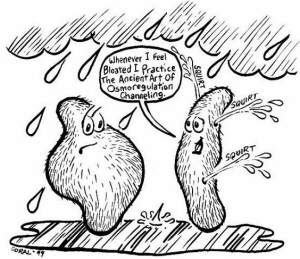 Whenever I Feel
Bloated I Practice
The Ancient Art Of
Osmoregulation
Channeling.
SQUIRT
SQUIRT
SQUIRT
CORAL·99